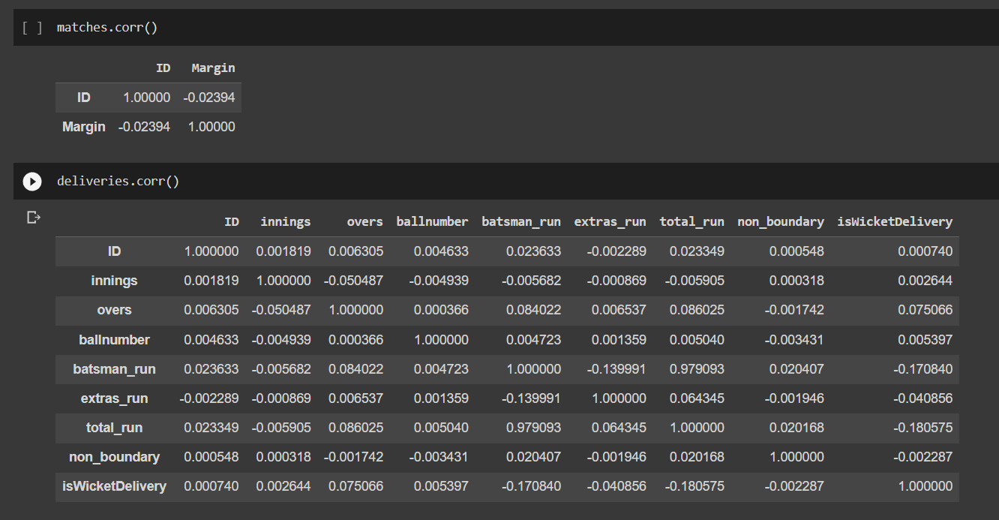 [ ] matches.corr()
ID Margin
ID 1.00000 -0.02394
Margin -0.02394 1.00000
deliveries.corr()
ID innings overs ballnumber batsman_run extras_run total_run non_boundary isWicketDelivery
ID 1.000000 0.001819 0.006305 0.004633 0.023633 -0.002289 0.023349 0.000548 0.000740
innings 0.001819 1.000000 -0.050487 -0.004939 -0.005682 -0.000869 -0.005905 0.000318 0.002644
overs 0.006305 -0.050487 1.000000 0.000366 0.084022 0.006537 0.086025 -0.001742 0.075066
ballnumber 0.004633 -0.004939 0.000366 1.000000 0.004723 0.001359 0.005040 -0.003431 0.005397
batsman_run 0.023633 -0.005682 0.084022 0.004723 1.000000 -0.139991 0.979093 0.020407 -0.170840
extras_run -0.002289 -0.000869 0.006537 0.001359 -0.139991 1.000000 0.064345 -0.001946 -0.040856
total_run 0.023349 -0.005905 0.086025 0.005040 0.979093 0.064345 1.000000 0.020168 -0.180575
non_boundary 0.000548 0.000318 -0.001742 -0.003431 0.020407 -0.001946 0.020168 1.000000 -0.002287
isWicketDelivery 0.000740 0.002644 0.075066 0.005397 -0.170840 -0.040856 -0.180575 -0.002287 1.000000